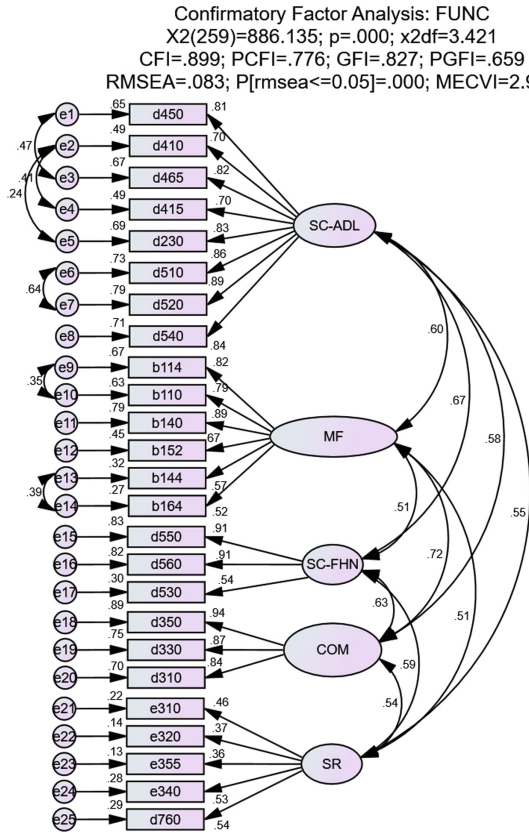 Confirmatory Factor Analysis: FUNC
X2(259)=886.135; p=.000; x2df=3.421
CFI=.899; PCFI=.776; GFI=.827; PGFI=.659
RMSEA=.083; P[rmsea<=0.05]=.000; MECVI=2.9
e1 .65 d450 .81
e2 .49 d410 .70
.47
e3 .67 d465 .82
.41
.24
e4 .49 d415 .70
SC-ADL
e5 .69 d230 .83
e6 .73 d510 .86
.64
e7 .79 d520 .89
e8 .71 d540 .84
.60
e9 .67 b114 .82
.35
e10 .63 b110 .79
.67
e11 .79 b140 .89
MF
.58
e12 .45 b152 .67
e13 .32 b144 .57
.39
e14 .27 b164 .52
.51
.55
e15 .83 d550 .91
.72
e16 .82 d560 .91
SC-FHN
e17 .30 d530 .54
.63
.51
e18 .89 d350 .94
e19 .75 d330 .87
COM
e20 .70 d310 .84
.59
.54
e21 .22 e310 .46
e22 .14 e320 .37
e23 .13 e355 .36
SR
e24 .28 e340 .53
e25 .29 d760 .54